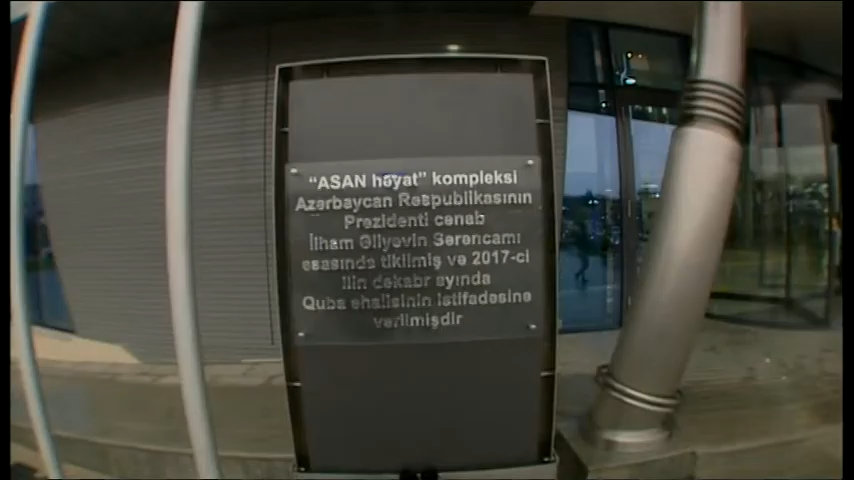 “ASAN həyat” kompleksi
Azərbaycan Respublikasının
Prezidenti cənab
İlham Əliyevin Sərəncamı
əsasında tikilmiş və 2017-ci
ilin dekabr ayında
Quba əhalisinin istifadəsinə
verilmişdir